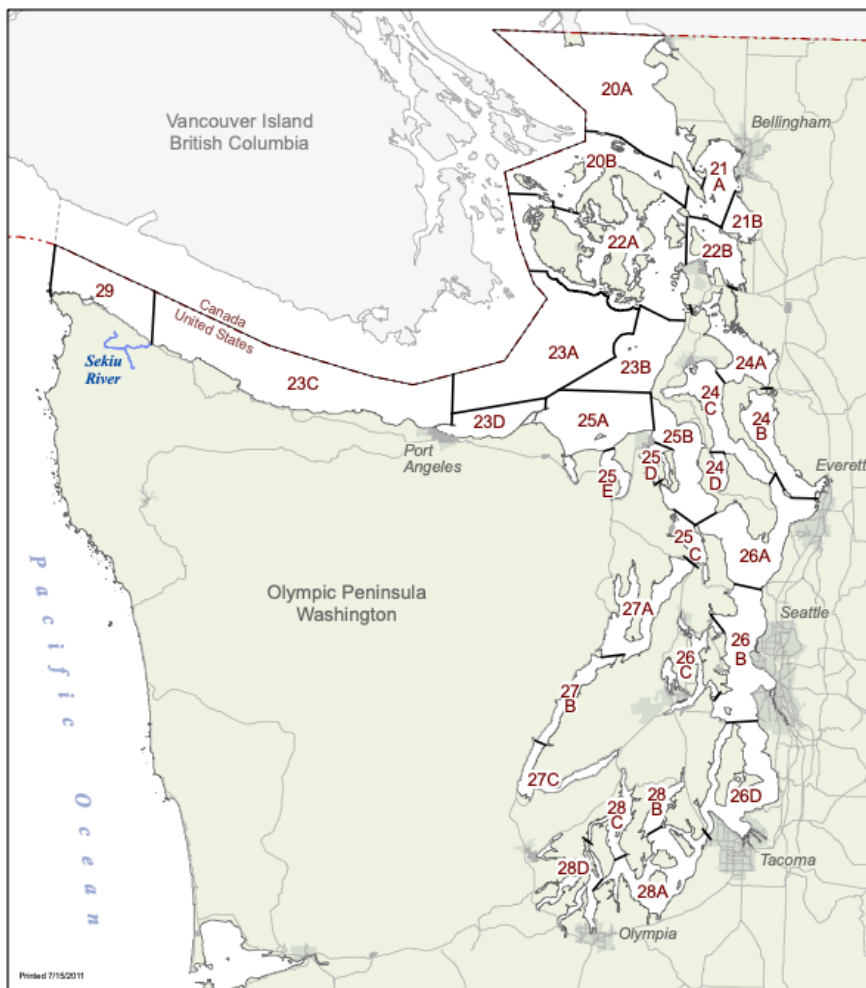 20A
Vancouver Island
British Columbia
Bellingham
20B
21
A
21B
22A
22B
29
Canada
United States
Sekiu
River
23A
23C
23B
24A
24
C
24
B
23D
25A
25B
Port
Angeles
25
D
25
E
24
D
Everett
25
C
26A
Olympic Peninsula
Washington
27A
Seattle
26
B
26
C
27
B
27C
26D
28
C
28
B
Tacoma
28D
28A
Olympia
Pacific Ocean
Printed 7/15/2011